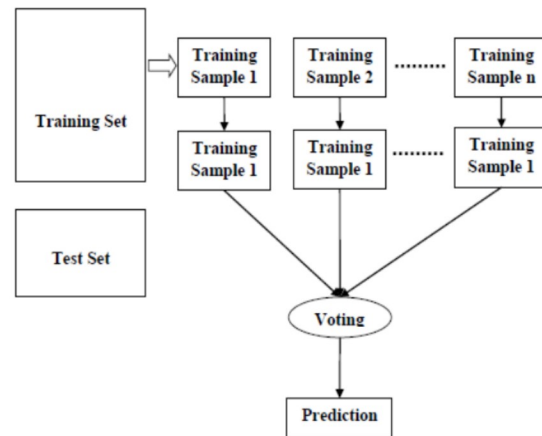 Training Set
Training
Sample 1
Training
Sample 2
.........
Training
Sample n
Training
Sample 1
Training
Sample 1
.........
Training
Sample 1
Test Set
Voting
Prediction